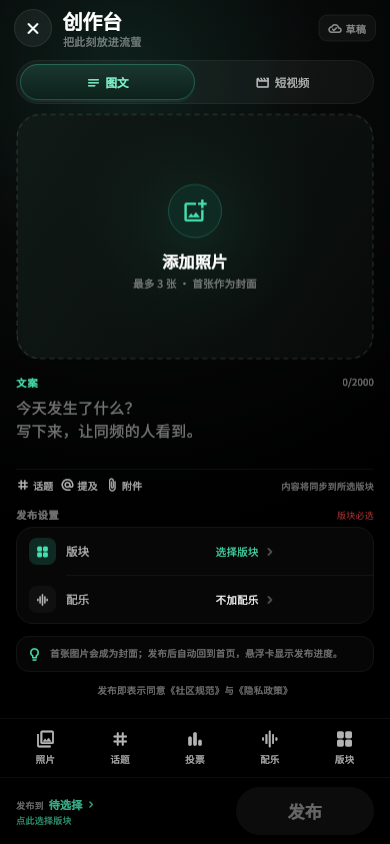 创作台
把此刻放进流萤
草稿
图文
短视频
添加照片
最多 3 张 · 首张作为封面
文案
0/2000
今天发生了什么？
写下来，让同频的人看到。
话题
提及
附件
内容将同步到所选版块
发布设置
版块必选
版块
选择版块
配乐
不加配乐
首张图片会成为封面；发布后自动回到首页，悬浮卡显示发布进度。
发布即表示同意《社区规范》与《隐私政策》
照片
话题
投票
配乐
版块
发布到 待选择
点此选择版块
发布